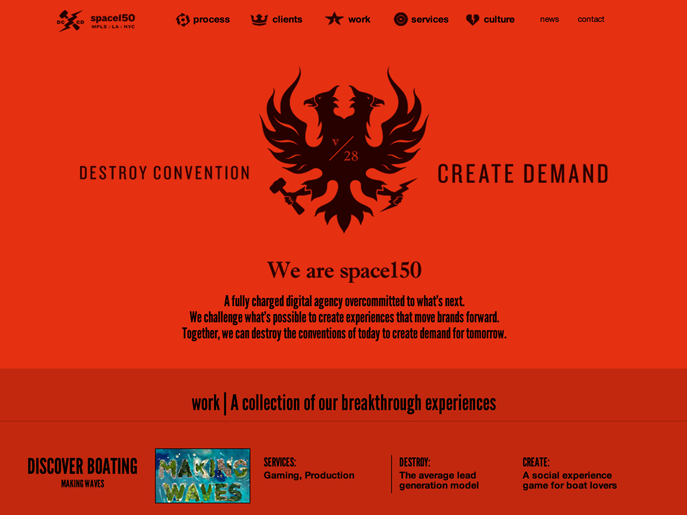 DC CD
space150
MPLS : LA : NYC
process
clients
work
services
culture
news
contact
v/28
DESTROY CONVENTION
CREATE DEMAND
We are space150
A fully charged digital agency overcommitted to what's next.
We challenge what's possible to create experiences that move brands forward.
Together, we can destroy the conventions of today to create demand for tomorrow.
work | A collection of our breakthrough experiences
DISCOVER BOATING
MAKING WAVES
MAKING
WAVES
SERVICES:
Gaming, Production
DESTROY:
The average lead
generation model
CREATE:
A social experience
game for boat lovers